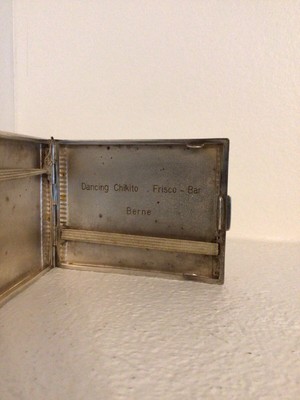 Dancing Chikito . Frisco - Bar
Berne